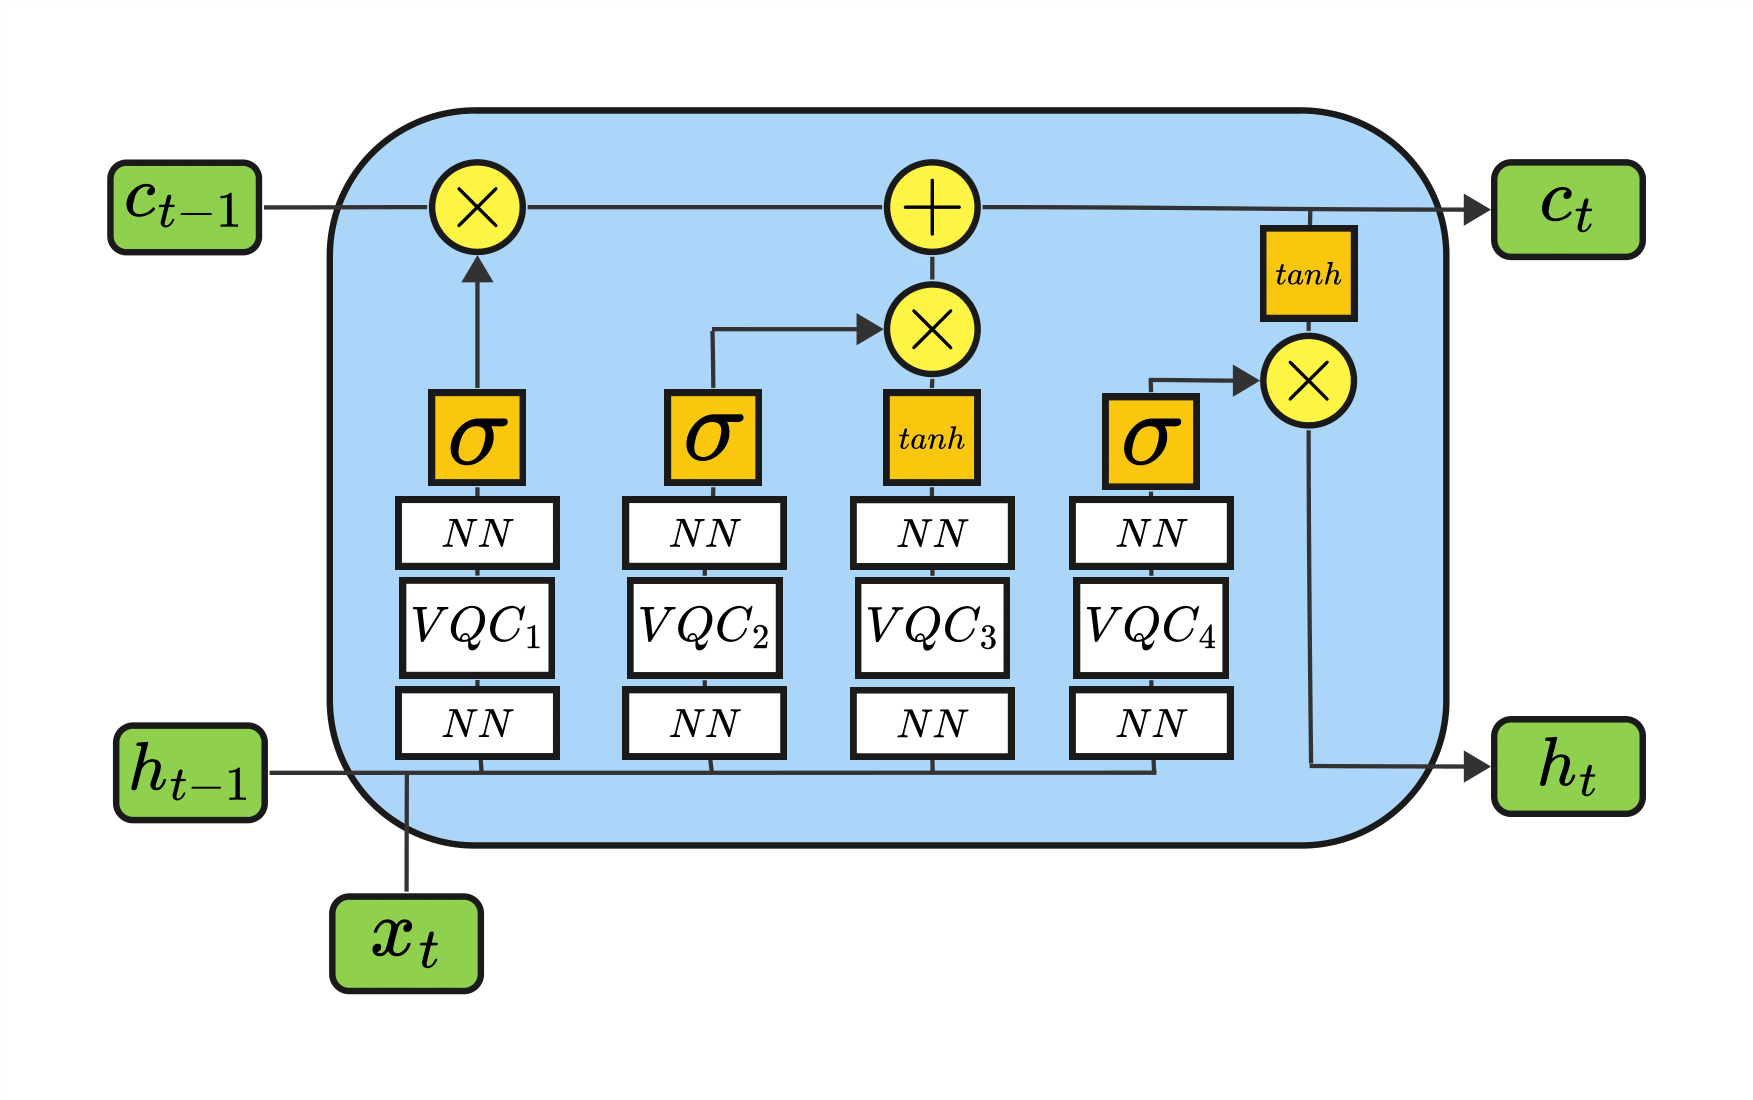 c_{t-1}
×
+
c_t
tanh
×
×
σ
σ
tanh
σ
NN
NN
NN
NN
VQC_1
VQC_2
VQC_3
VQC_4
NN
NN
NN
NN
h_{t-1}
h_t
x_t